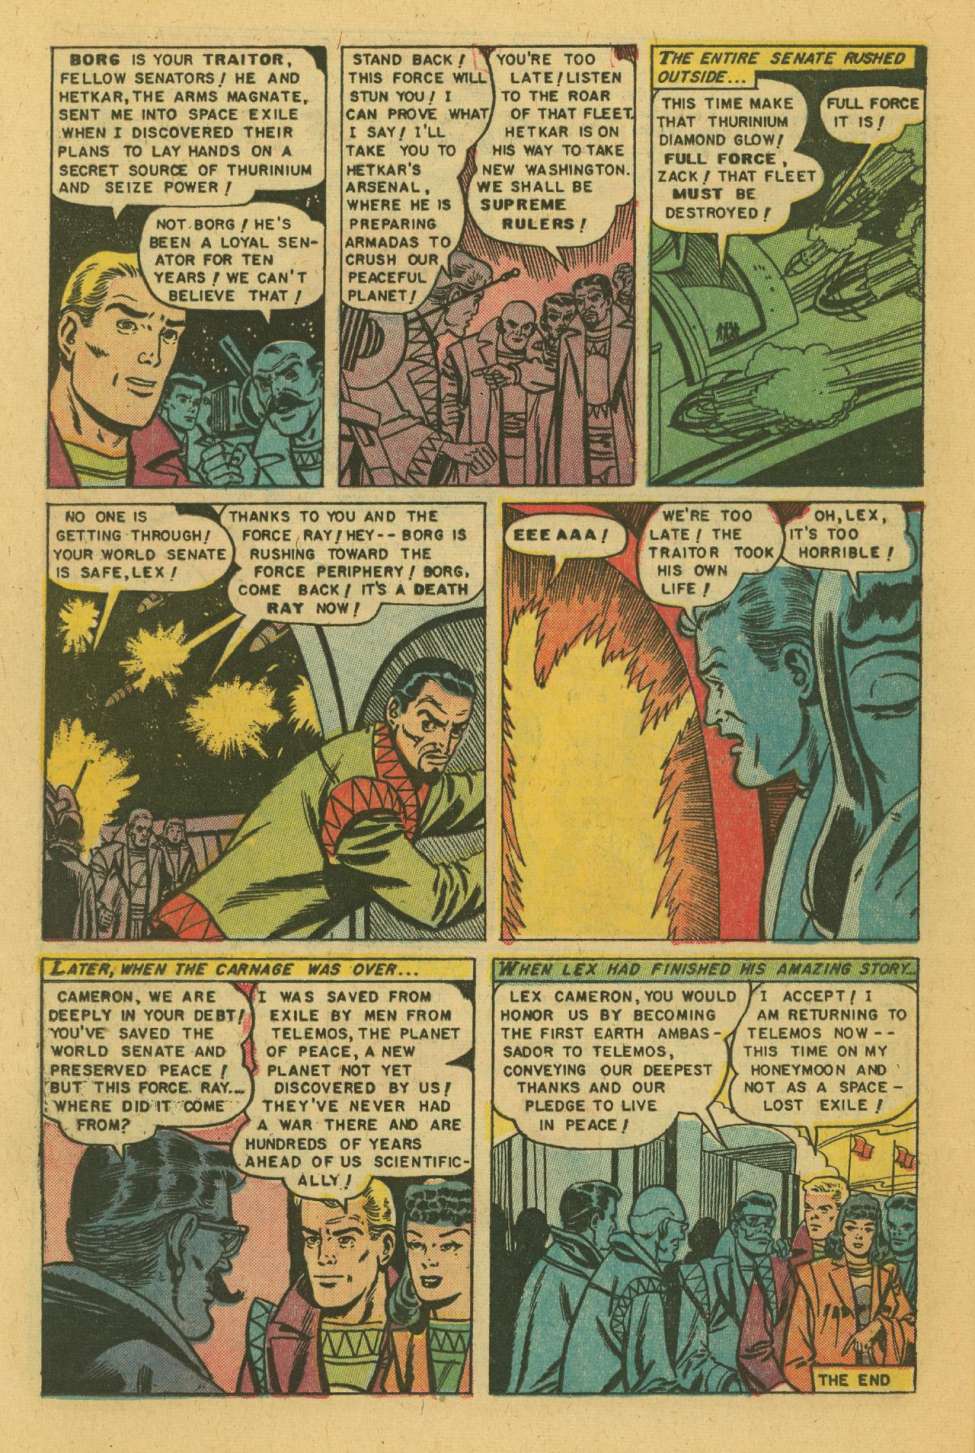 BORG IS YOUR TRAITOR,
FELLOW SENATORS! HE AND
HETKAR, THE ARMS MAGNATE,
SENT ME INTO SPACE EXILE
WHEN I DISCOVERED THEIR
PLANS TO LAY HANDS ON A
SECRET SOURCE OF THURINIUM
AND SEIZE POWER!
NOT BORG! HE'S
BEEN A LOYAL SEN-
ATOR FOR TEN
YEARS! WE CAN'T
BELIEVE THAT!
STAND BACK!
THIS FORCE WILL
STUN YOU! I
CAN PROVE WHAT
I SAY! I'LL
TAKE YOU TO
HETKAR'S
ARSENAL,
WHERE HE IS
PREPARING
ARMADAS TO
CRUSH OUR
PEACEFUL
PLANET!
YOU'RE TOO
LATE! LISTEN
TO THE ROAR
OF THAT FLEET.
HETKAR IS ON
HIS WAY TO TAKE
NEW WASHINGTON.
WE SHALL BE
SUPREME
RULERS!
THE ENTIRE SENATE RUSHED
OUTSIDE...
THIS TIME MAKE
THAT THURINIUM
DIAMOND GLOW!
FULL FORCE,
ZACK! THAT FLEET
MUST BE
DESTROYED!
FULL FORCE
IT IS!
NO ONE IS
GETTING THROUGH!
YOUR WORLD SENATE
IS SAFE, LEX!
THANKS TO YOU AND THE
FORCE RAY! HEY-- BORG IS
RUSHING TOWARD THE
FORCE PERIPHERY! BORG,
COME BACK! IT'S A DEATH
RAY NOW!
EEEAAA!
WE'RE TOO
LATE! THE
TRAITOR TOOK
HIS OWN
LIFE!
OH, LEX,
IT'S TOO
HORRIBLE!
LATER, WHEN THE CARNAGE WAS OVER...
CAMERON, WE ARE
DEEPLY IN YOUR DEBT!
YOU'VE SAVED THE
WORLD SENATE AND
PRESERVED PEACE!
BUT THIS FORCE RAY...
WHERE DID IT COME
FROM?
I WAS SAVED FROM
EXILE BY MEN FROM
TELEMOS, THE PLANET
OF PEACE, A NEW
PLANET NOT YET
DISCOVERED BY US!
THEY'VE NEVER HAD
A WAR THERE AND ARE
HUNDREDS OF YEARS
AHEAD OF US SCIENTIFIC-
ALLY!
WHEN LEX HAD FINISHED HIS AMAZING STORY...
LEX CAMERON, YOU WOULD
HONOR US BY BECOMING
THE FIRST EARTH AMBAS-
SADOR TO TELEMOS,
CONVEYING OUR DEEPEST
THANKS AND OUR
PLEDGE TO LIVE
IN PEACE!
I ACCEPT! I
AM RETURNING TO
TELEMOS NOW--
THIS TIME ON MY
HONEYMOON AND
NOT AS A SPACE-
LOST EXILE!
THE END